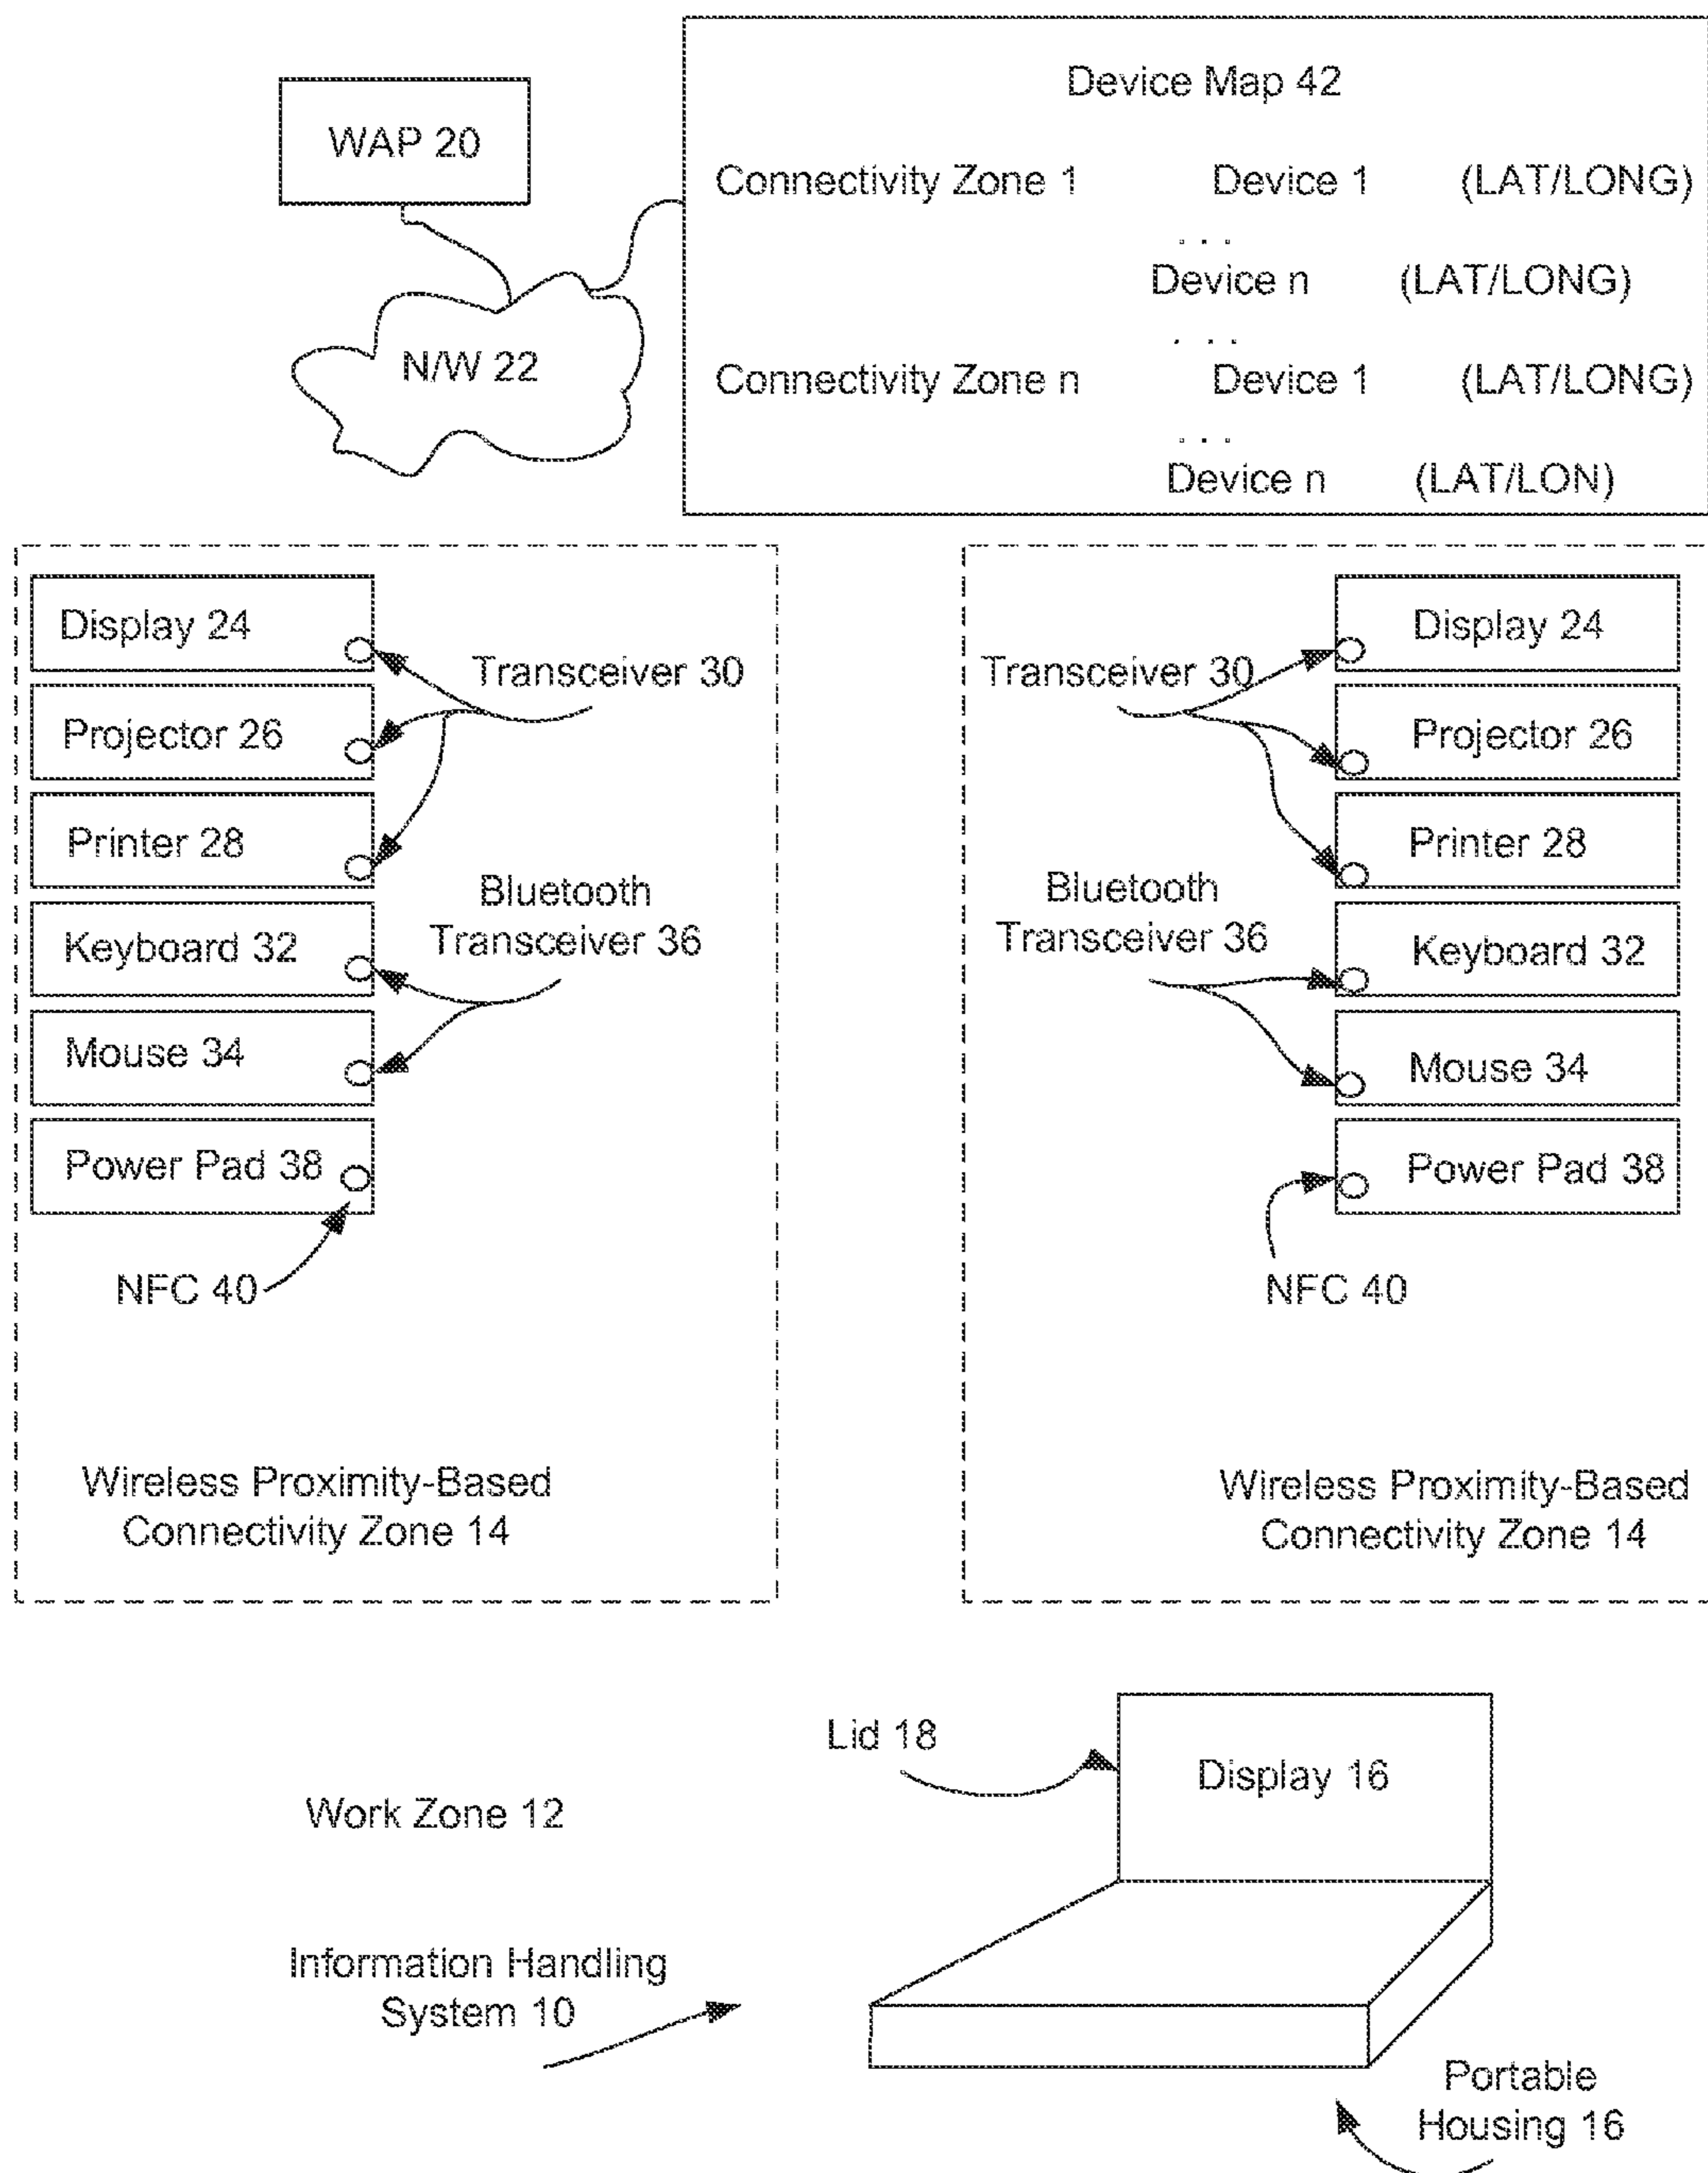 WAP 20
N/W 22
Device Map 42
Connectivity Zone 1 Device 1 (LAT/LONG)
. . .
Device n (LAT/LONG)
. . .
Connectivity Zone n Device 1 (LAT/LONG)
. . .
Device n (LAT/LON)
Display 24
Projector 26
Printer 28
Keyboard 32
Mouse 34
Power Pad 38
Transceiver 30
Bluetooth
Transceiver 36
NFC 40
Wireless Proximity-Based
Connectivity Zone 14
Transceiver 30
Bluetooth
Transceiver 36
Display 24
Projector 26
Printer 28
Keyboard 32
Mouse 34
Power Pad 38
NFC 40
Wireless Proximity-Based
Connectivity Zone 14
Lid 18
Display 16
Work Zone 12
Information Handling
System 10
Portable
Housing 16